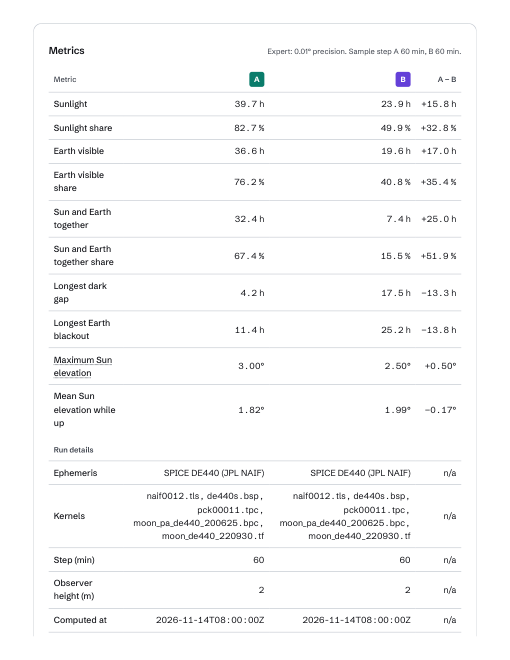 Metrics
Expert: 0.01° precision. Sample step A 60 min, B 60 min.
Metric A B A − B
Sunlight 39.7 h 23.9 h +15.8 h
Sunlight share 82.7 % 49.9 % +32.8 %
Earth visible 36.6 h 19.6 h +17.0 h
Earth visible
share 76.2 % 40.8 % +35.4 %
Sun and Earth
together 32.4 h 7.4 h +25.0 h
Sun and Earth
together share 67.4 % 15.5 % +51.9 %
Longest dark
gap 4.2 h 17.5 h −13.3 h
Longest Earth
blackout 11.4 h 25.2 h −13.8 h
Maximum Sun
elevation 3.00° 2.50° +0.50°
Mean Sun
elevation while
up 1.82° 1.99° −0.17°
Run details
Ephemeris SPICE DE440 (JPL NAIF) SPICE DE440 (JPL NAIF) n/a
Kernels naif0012.tls, de440s.bsp, naif0012.tls, de440s.bsp, n/a
pck00011.tpc, pck00011.tpc,
moon_pa_de440_200625.bpc, moon_pa_de440_200625.bpc,
moon_de440_220930.tf moon_de440_220930.tf
Step (min) 60 60 n/a
Observer
height (m) 2 2 n/a
Computed at 2026-11-14T08:00:00Z 2026-11-14T08:00:00Z n/a